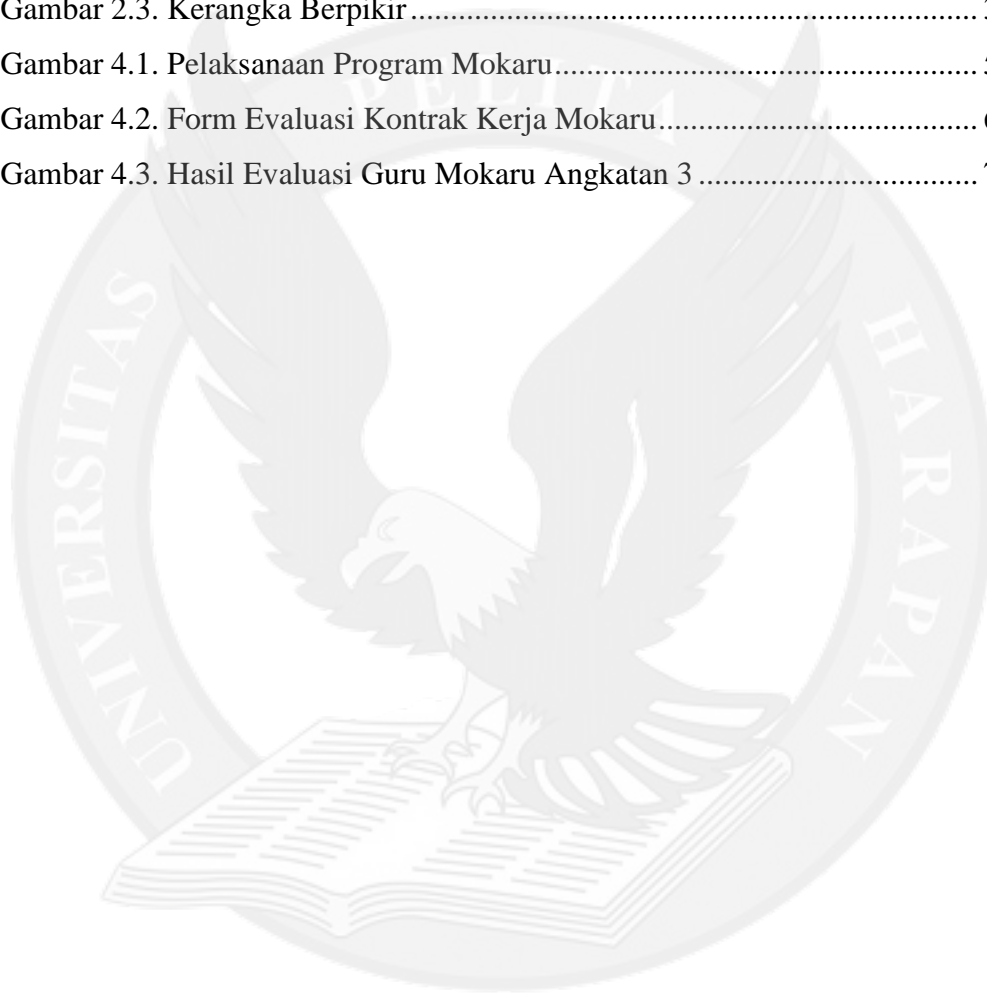 Gambar 2.3. Kerangka Berpikir
Gambar 4.1. Pelaksanaan Program Mokaru
Gambar 4.2. Form Evaluasi Kontrak Kerja Mokaru
Gambar 4.3. Hasil Evaluasi Guru Mokaru Angkatan 3
UNIVERSITAS PELITA HARAPAN